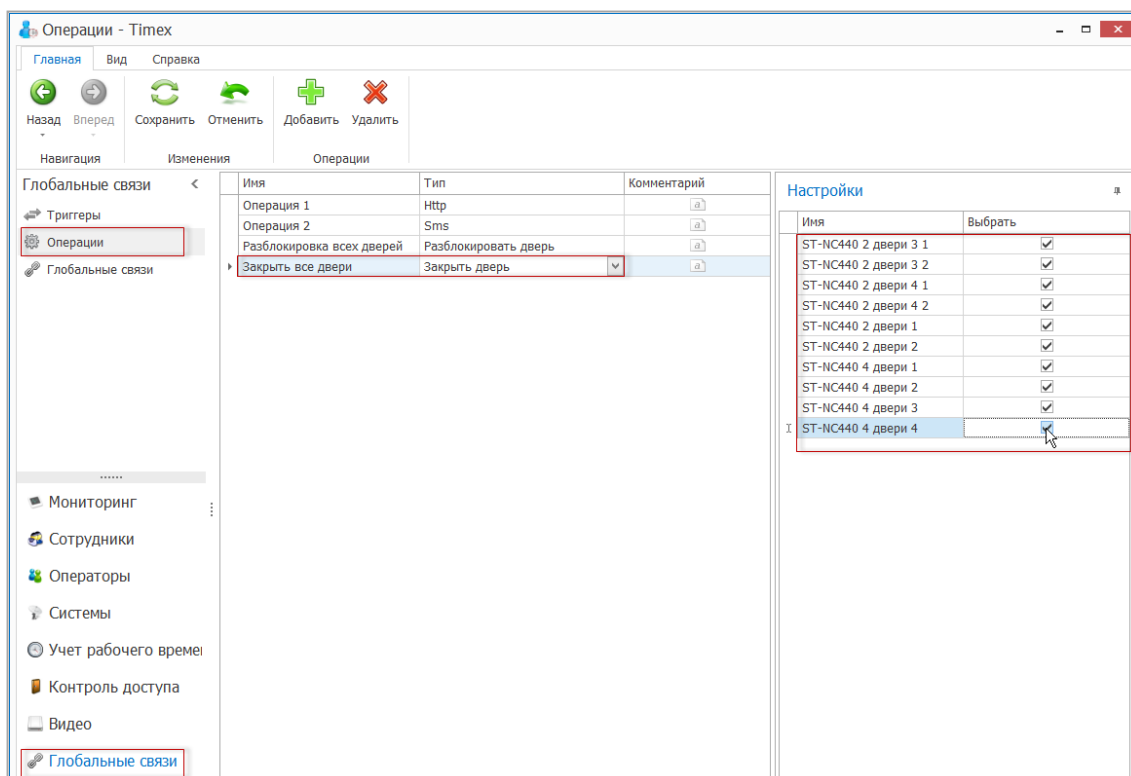 Операции - Timex
Главная Вид Справка
Назад Вперед Сохранить Отменить Добавить Удалить
Навигация Изменения Операции
Глобальные связи
Триггеры
Операции
Глобальные связи
Мониторинг
Сотрудники
Операторы
Системы
Учет рабочего времен
Контроль доступа
Видео
Глобальные связи
Имя Тип Комментарий
Операция 1 Http
Операция 2 Sms
Разблокировка всех дверей Разблокировать дверь
Закрыть все двери Закрыть дверь
Настройки
Имя Выбрать
ST-NC440 2 двери 3 1
ST-NC440 2 двери 3 2
ST-NC440 2 двери 4 1
ST-NC440 2 двери 4 2
ST-NC440 2 двери 1
ST-NC440 2 двери 2
ST-NC440 4 двери 1
ST-NC440 4 двери 2
ST-NC440 4 двери 3
ST-NC440 4 двери 4